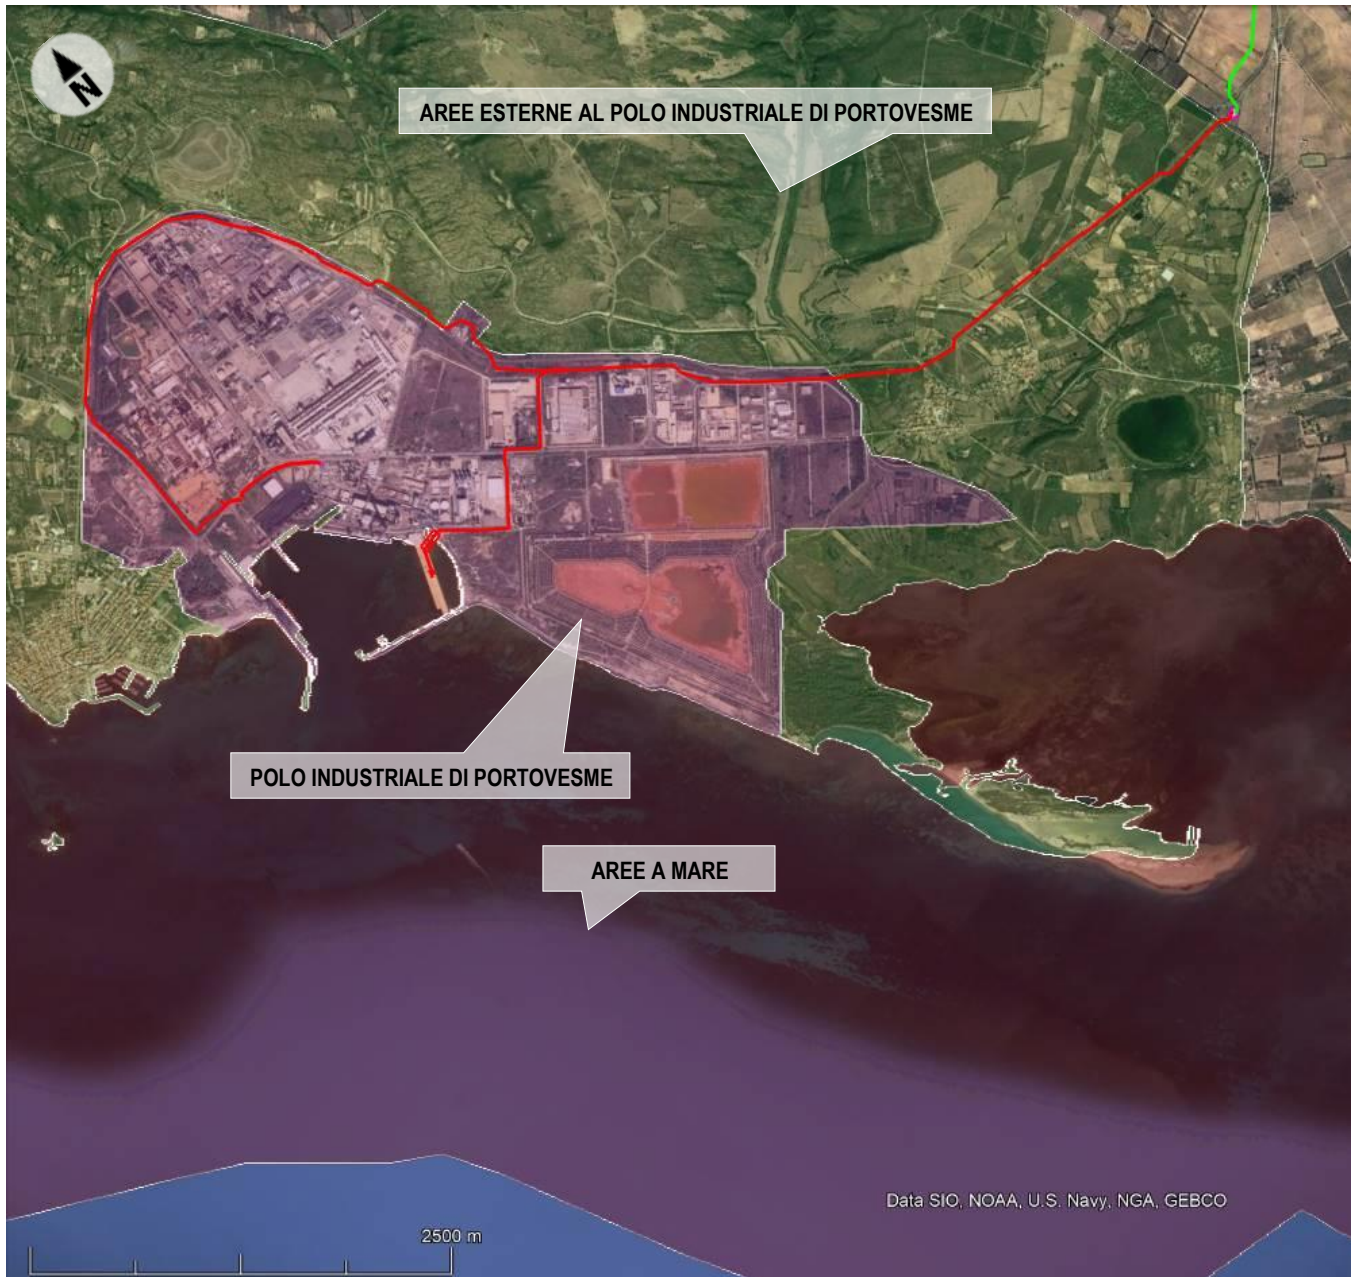 N
AREE ESTERNE AL POLO INDUSTRIALE DI PORTOVESME
POLO INDUSTRIALE DI PORTOVESME
AREE A MARE
Data SIO, NOAA, U.S. Navy, NGA, GEBCO
2500 m